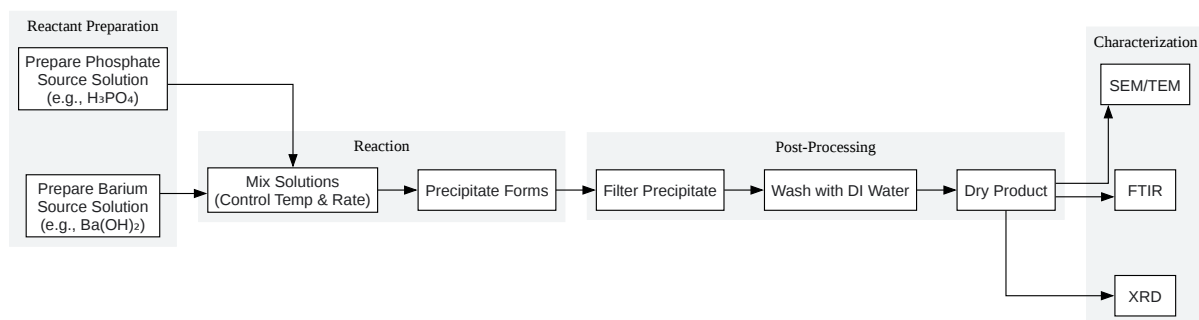 Reactant Preparation
Prepare Phosphate
Source Solution
(e.g., H₃PO₄)
Prepare Barium
Source Solution
(e.g., Ba(OH)₂)
Reaction
Mix Solutions
(Control Temp & Rate)
Precipitate Forms
Post-Processing
Filter Precipitate
Wash with DI Water
Dry Product
Characterization
SEM/TEM
FTIR
XRD